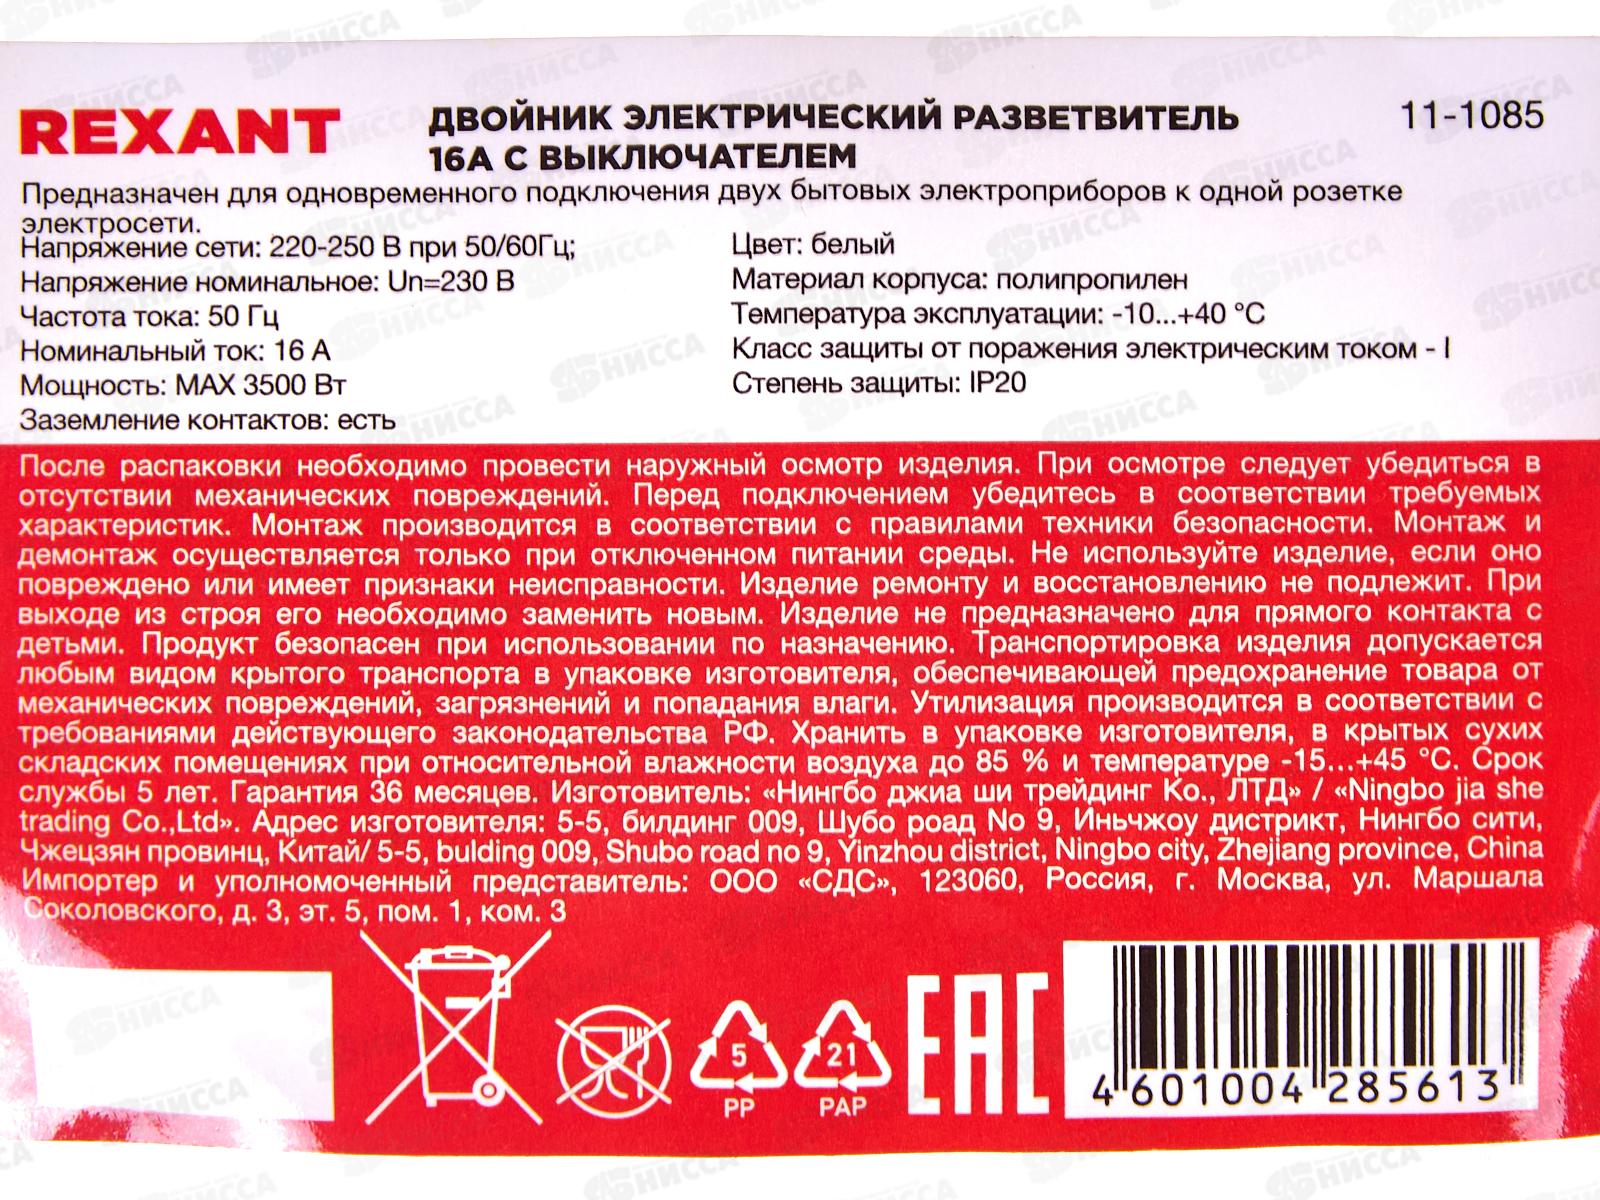 REXANT
ДВОЙНИК ЭЛЕКТРИЧЕСКИЙ РАЗВЕТВИТЕЛЬ
16А С ВЫКЛЮЧАТЕЛЕМ
11-1085
Предназначен для одновременного подключения двух бытовых электроприборов к одной розетке
электросети.
Напряжение сети: 220-250 В при 50/60Гц;
Напряжение номинальное: Un=230 В
Частота тока: 50 Гц
Номинальный ток: 16 А
Мощность: MAX 3500 Вт
Заземление контактов: есть
Цвет: белый
Материал корпуса: полипропилен
Температура эксплуатации: -10...+40 °С
Класс защиты от поражения электрическим током - I
Степень защиты: IP20
После распаковки необходимо провести наружный осмотр изделия. При осмотре следует убедиться в
отсутствии механических повреждений. Перед подключением убедитесь в соответствии требуемых
характеристик. Монтаж производится в соответствии с правилами техники безопасности. Монтаж и
демонтаж осуществляется только при отключенном питании среды. Не используйте изделие, если оно
повреждено или имеет признаки неисправности. Изделие ремонту и восстановлению не подлежит. При
выходе из строя его необходимо заменить новым. Изделие не предназначено для прямого контакта с
детьми. Продукт безопасен при использовании по назначению. Транспортировка изделия допускается
любым видом крытого транспорта в упаковке изготовителя, обеспечивающей предохранение товара от
механических повреждений, загрязнений и попадания влаги. Утилизация производится в соответствии с
требованиями действующего законодательства РФ. Хранить в упаковке изготовителя, в крытых сухих
складских помещениях при относительной влажности воздуха до 85 % и температуре -15...+45 °С. Срок
службы 5 лет. Гарантия 36 месяцев. Изготовитель: «Нингбо джиа ши трейдинг Ко., ЛТД» / «Ningbo jia she
trading Co.,Ltd». Адрес изготовителя: 5-5, билдинг 009, Шубо роад No 9, Иньчжоу дистрикт, Нингбо сити,
Чжецзян провинц, Китай/ 5-5, bulding 009, Shubo road no 9, Yinzhou district, Ningbo city, Zhejiang province, China
Импортер и уполномоченный представитель: ООО «СДС», 123060, Россия, г. Москва, ул. Маршала
Соколовского, д. 3, эт. 5, пом. 1, ком. 3
5
PP
21
PAP
EAC
4 601004 285613
НИССА